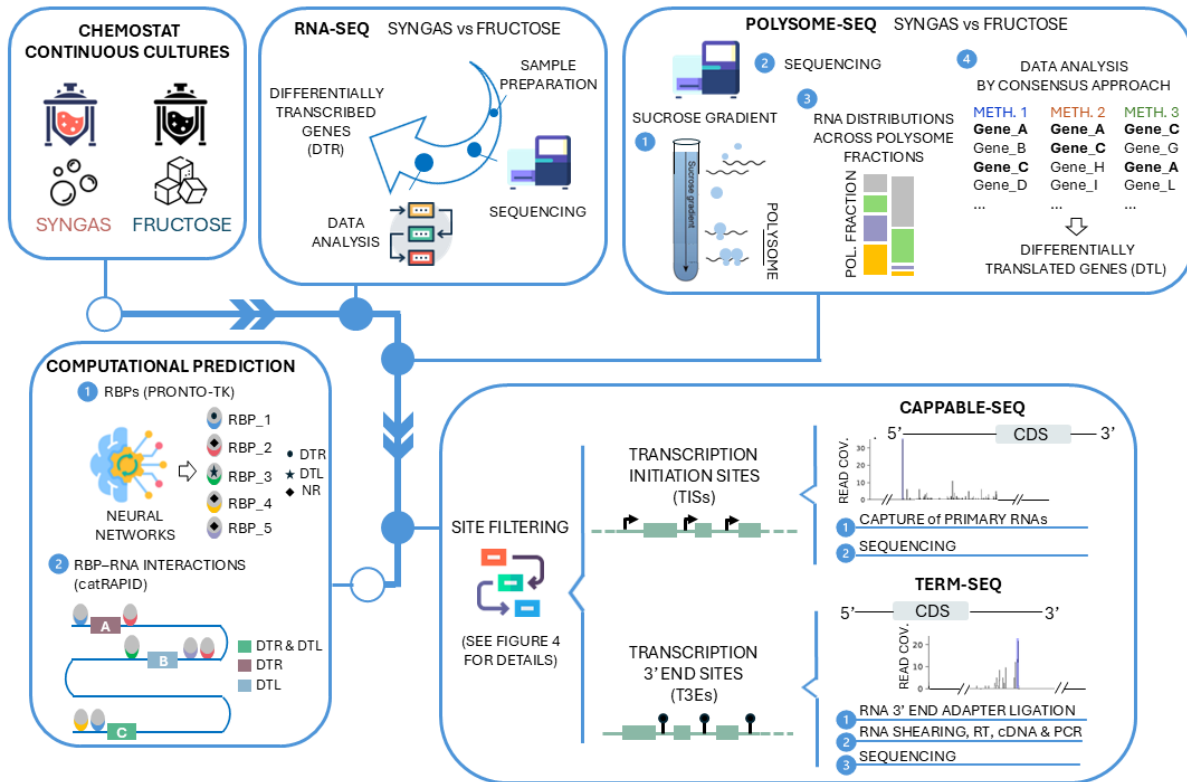 CHEMOSTAT
CONTINUOUS CULTURES
SYNGAS
FRUCTOSE
RNA-SEQ SYNGAS vs FRUCTOSE
SAMPLE
PREPARATION
DIFFERENTIALLY
TRANSCRIBED
GENES
(DTR)
SEQUENCING
DATA
ANALYSIS
POLYSOME-SEQ SYNGAS vs FRUCTOSE
SUCROSE GRADIENT
1
Sucrose gradient
POLYSOME
2 SEQUENCING
3
RNA DISTRIBUTIONS
ACROSS POLYSOME
FRACTIONS
POL. FRACTION
4
DATA ANALYSIS
BY CONSENSUS APPROACH
METH. 1 METH. 2 METH. 3
Gene_A Gene_A Gene_C
Gene_B Gene_C Gene_G
Gene_C Gene_H Gene_A
Gene_D Gene_I Gene_L
... ... ...
DIFFERENTIALLY
TRANSLATED GENES (DTL)
COMPUTATIONAL PREDICTION
1 RBPs (PRONTO-TK)
NEURAL
NETWORKS
RBP_1
RBP_2
RBP_3
RBP_4
RBP_5
DTR
DTL
NR
2 RBP–RNA INTERACTIONS
(catRAPID)
A
B
C
DTR & DTL
DTR
DTL
SITE FILTERING
(SEE FIGURE 4
FOR DETAILS)
TRANSCRIPTION
INITIATION SITES
(TISs)
TRANSCRIPTION
3’ END SITES
(T3Es)
CAPPABLE-SEQ
5’ CDS 3’
READ COV.
30
20
10
0
1 CAPTURE of PRIMARY RNAs
2 SEQUENCING
TERM-SEQ
5’ CDS 3’
READ COV.
20
10
0
1 RNA 3’ END ADAPTER LIGATION
2 RNA SHEARING, RT, cDNA & PCR
3 SEQUENCING